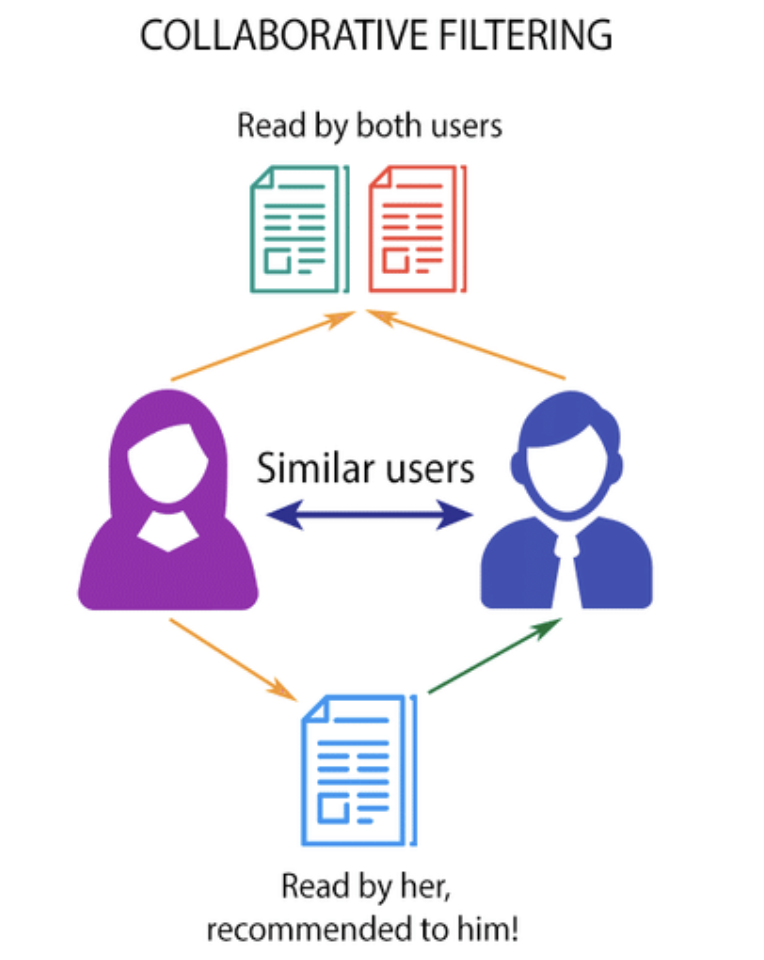 COLLABORATIVE FILTERING
Read by both users
Similar users
Read by her,
recommended to him!